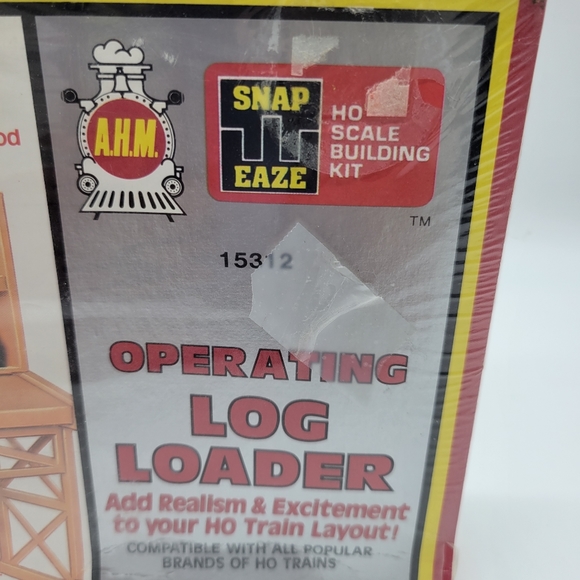 od
A.H.M.
SNAP
EAZE
HO
SCALE
BUILDING
KIT
TM
15312
OPERATING
LOG
LOADER
Add Realism & Excitement
to your HO Train Layout!
COMPATIBLE WITH ALL POPULAR
BRANDS OF HO TRAINS